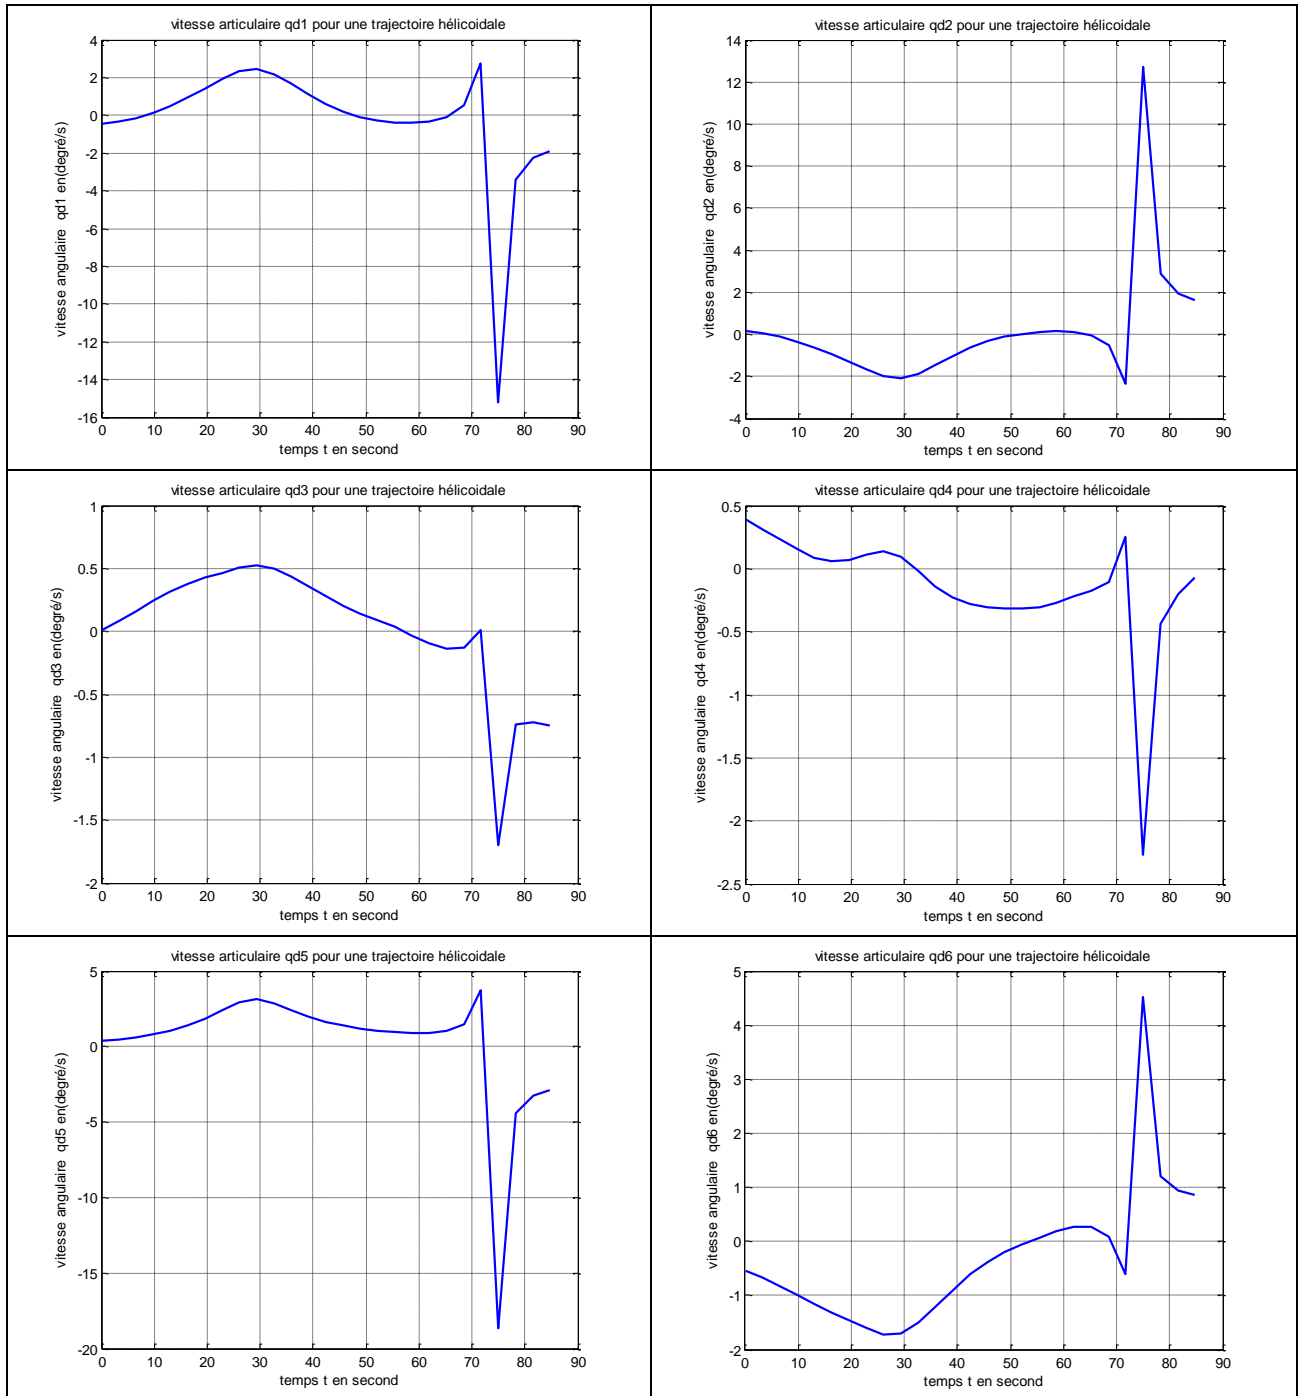 vitesse articulaire qd1 pour une trajectoire hélicoidale
4
2
0
-2
-4
-6
-8
-10
-12
-14
-16
vitesse angulaire qd1 en(degré/s)
0 10 20 30 40 50 60 70 80 90
temps t en second
vitesse articulaire qd2 pour une trajectoire hélicoidale
14
12
10
8
6
4
2
0
-2
-4
vitesse angulaire qd2 en(degré/s)
0 10 20 30 40 50 60 70 80 90
temps t en second
vitesse articulaire qd3 pour une trajectoire hélicoidale
1
0.5
0
-0.5
-1
-1.5
-2
vitesse angulaire qd3 en(degré/s)
0 10 20 30 40 50 60 70 80 90
temps t en second
vitesse articulaire qd4 pour une trajectoire hélicoidale
0.5
0
-0.5
-1
-1.5
-2
-2.5
vitesse angulaire qd4 en(degré/s)
0 10 20 30 40 50 60 70 80 90
temps t en second
vitesse articulaire qd5 pour une trajectoire hélicoidale
5
0
-5
-10
-15
-20
vitesse angulaire qd5 en(degré/s)
0 10 20 30 40 50 60 70 80 90
temps t en second
vitesse articulaire qd6 pour une trajectoire hélicoidale
5
4
3
2
1
0
-1
-2
vitesse angulaire qd6 en(degré/s)
0 10 20 30 40 50 60 70 80 90
temps t en second